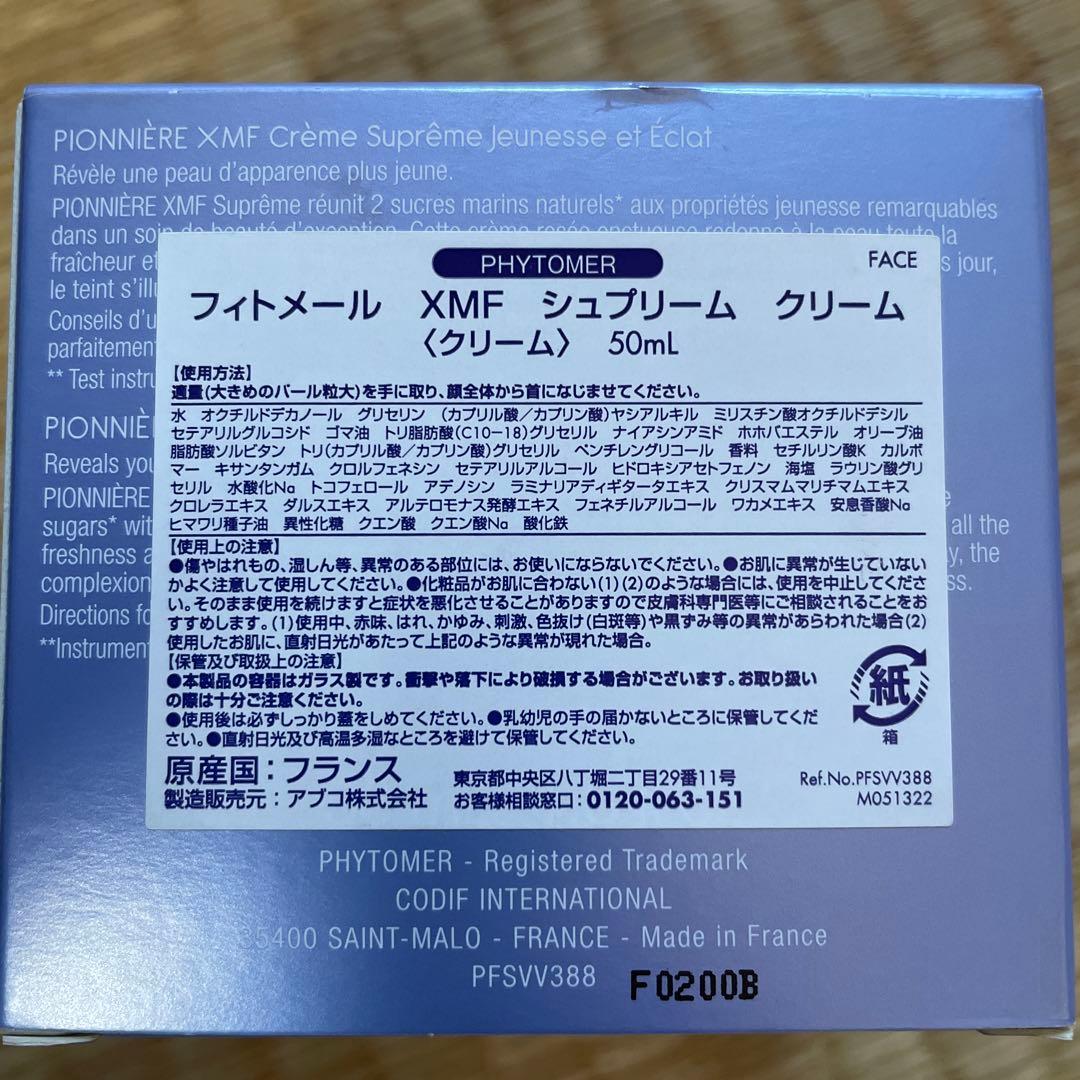 PIONNIÈRE XMF Crème Suprême Jeunesse et Éclat
Révèle une peau d'apparence plus jeune.
PIONNIÈRE XMF Suprême réunit 2 sucres marins naturels* aux propriétés jeunesse remarquables
dans un soin de beauté d'exception. Cette crème rosée onctueuse redonne à la peau toute la
fraîcheur et
s jour,
le teint s'illu
Conseils d'u
parfaitement
** Test instru
PIONNIÈ
Reveals you
PIONNIÈRE
sugars* with
all the
freshness a
y, the
complexion
ss.
Directions fo
**Instrument
PHYTOMER
FACE
フィトメール XMF シュプリーム クリーム
〈クリーム〉 50mL
【使用方法】
適量(大きめのパール粒大)を手に取り、顔全体から首になじませてください。
水 オクチルドデカノール グリセリン (カプリル酸/カプリン酸)ヤシアルキル ミリスチン酸オクチルドデシル
セテアリルグルコシド ゴマ油 トリ脂肪酸(C10-18)グリセリル ナイアシンアミド ホホバエステル オリーブ油
脂肪酸ソルビタン トリ(カプリル酸/カプリン酸)グリセリル ペンチレングリコール 香料 セチルリン酸K カルボ
マー キサンタンガム クロルフェネシン セテアリルアルコール ヒドロキシアセトフェノン 海塩 ラウリン酸グリ
セリル 水酸化Na トコフェロール アデノシン ラミナリアディギタータエキス クリスマムマリチマムエキス
クロレラエキス ダルスエキス アルテロモナス発酵エキス フェネチルアルコール ワカメエキス 安息香酸Na
ヒマワリ種子油 異性化糖 クエン酸 クエン酸Na 酸化鉄
【使用上の注意】
●傷やはれもの、湿しん等、異常のある部位には、お使いにならないでください。●お肌に異常が生じていない
かよく注意して使用してください。●化粧品がお肌に合わない(1)(2)のような場合には、使用を中止してくださ
い。そのまま使用を続けますと症状を悪化させることがありますので皮膚科専門医等にご相談されることをお
すすめします。(1)使用中、赤味、はれ、かゆみ、刺激、色抜け(白斑等)や黒ずみ等の異常があらわれた場合(2)
使用したお肌に、直射日光があたって上記のような異常が現れた場合。
【保管及び取扱上の注意】
●本製品の容器はガラス製です。衝撃や落下により破損する場合がございます。お取り扱い
の際は十分ご注意ください。
●使用後は必ずしっかり蓋をしめてください。●乳幼児の手の届かないところに保管してくだ
さい。●直射日光及び高温多湿なところを避けて保管してください。
紙
箱
原産国:フランス
製造販売元:アブコ株式会社
東京都中央区八丁堀二丁目29番11号
お客様相談窓口:0120-063-151
Ref.No.PFSVV388
M051322
PHYTOMER - Registered Trademark
CODIF INTERNATIONAL
35400 SAINT-MALO - FRANCE - Made in France
PFSVV388 F0200B